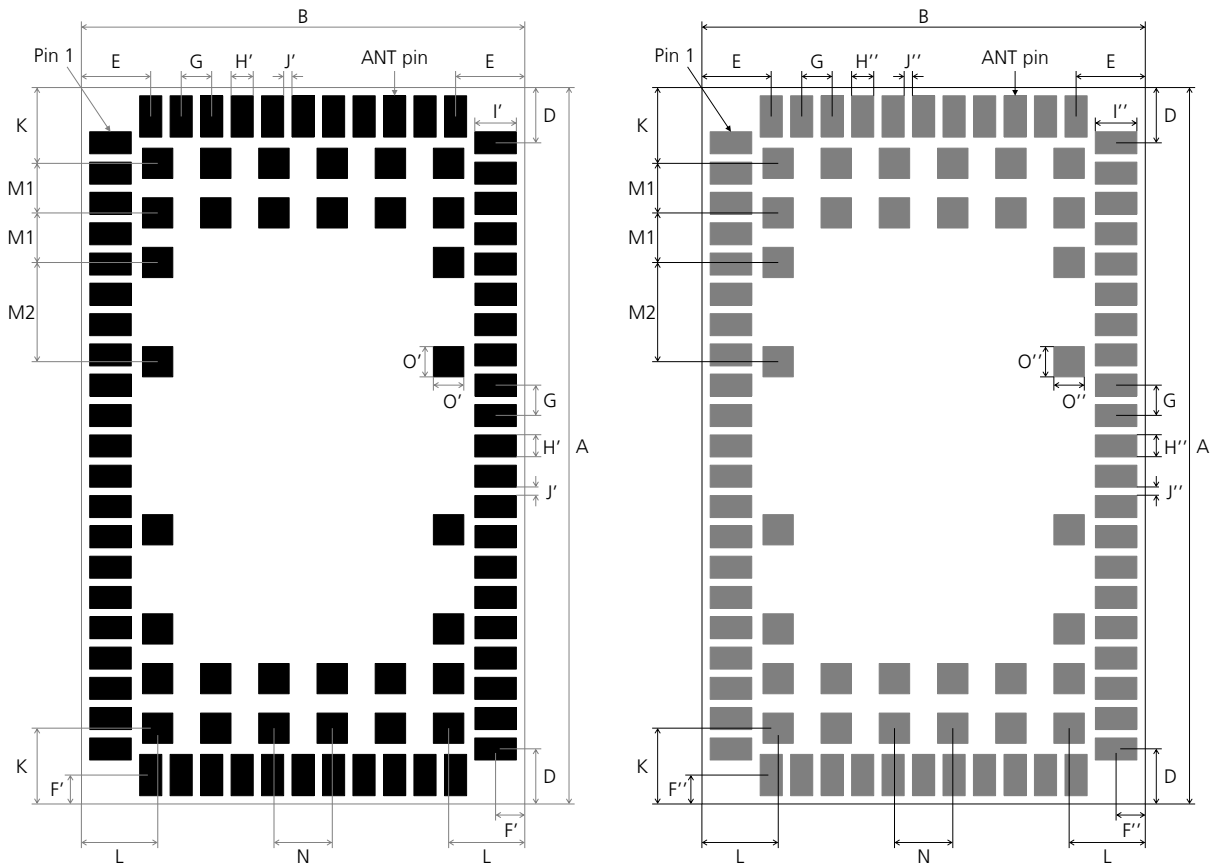 B
Pin 1
E
G
H'
J'
ANT pin
E
K
I'
D
M1
M1
M2
O'
O'
G
A
H'
J'
K
F'
D
F'
L
N
L
B
Pin 1
E
G
H''
J''
ANT pin
E
K
I''
D
M1
M1
M2
O''
O''
G
A
H''
J''
K
F''
D
F''
L
N
L